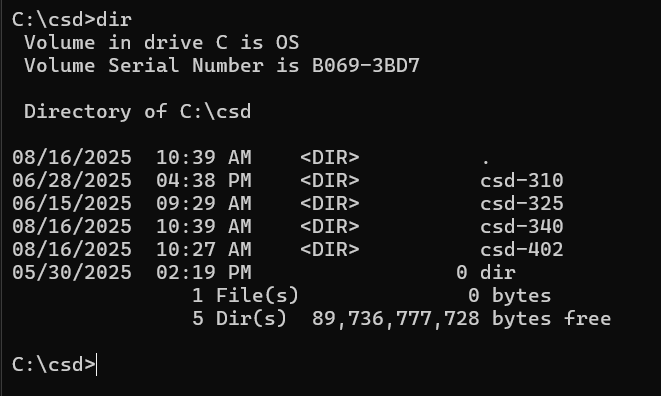 C:\csd>dir
 Volume in drive C is OS
 Volume Serial Number is B069-3BD7

 Directory of C:\csd

08/16/2025  10:39 AM    <DIR>          .
06/28/2025  04:38 PM    <DIR>          csd-310
06/15/2025  09:29 AM    <DIR>          csd-325
08/16/2025  10:39 AM    <DIR>          csd-340
08/16/2025  10:27 AM    <DIR>          csd-402
05/30/2025  02:19 PM                 0 dir
               1 File(s)              0 bytes
               5 Dir(s)  89,736,777,728 bytes free

C:\csd>